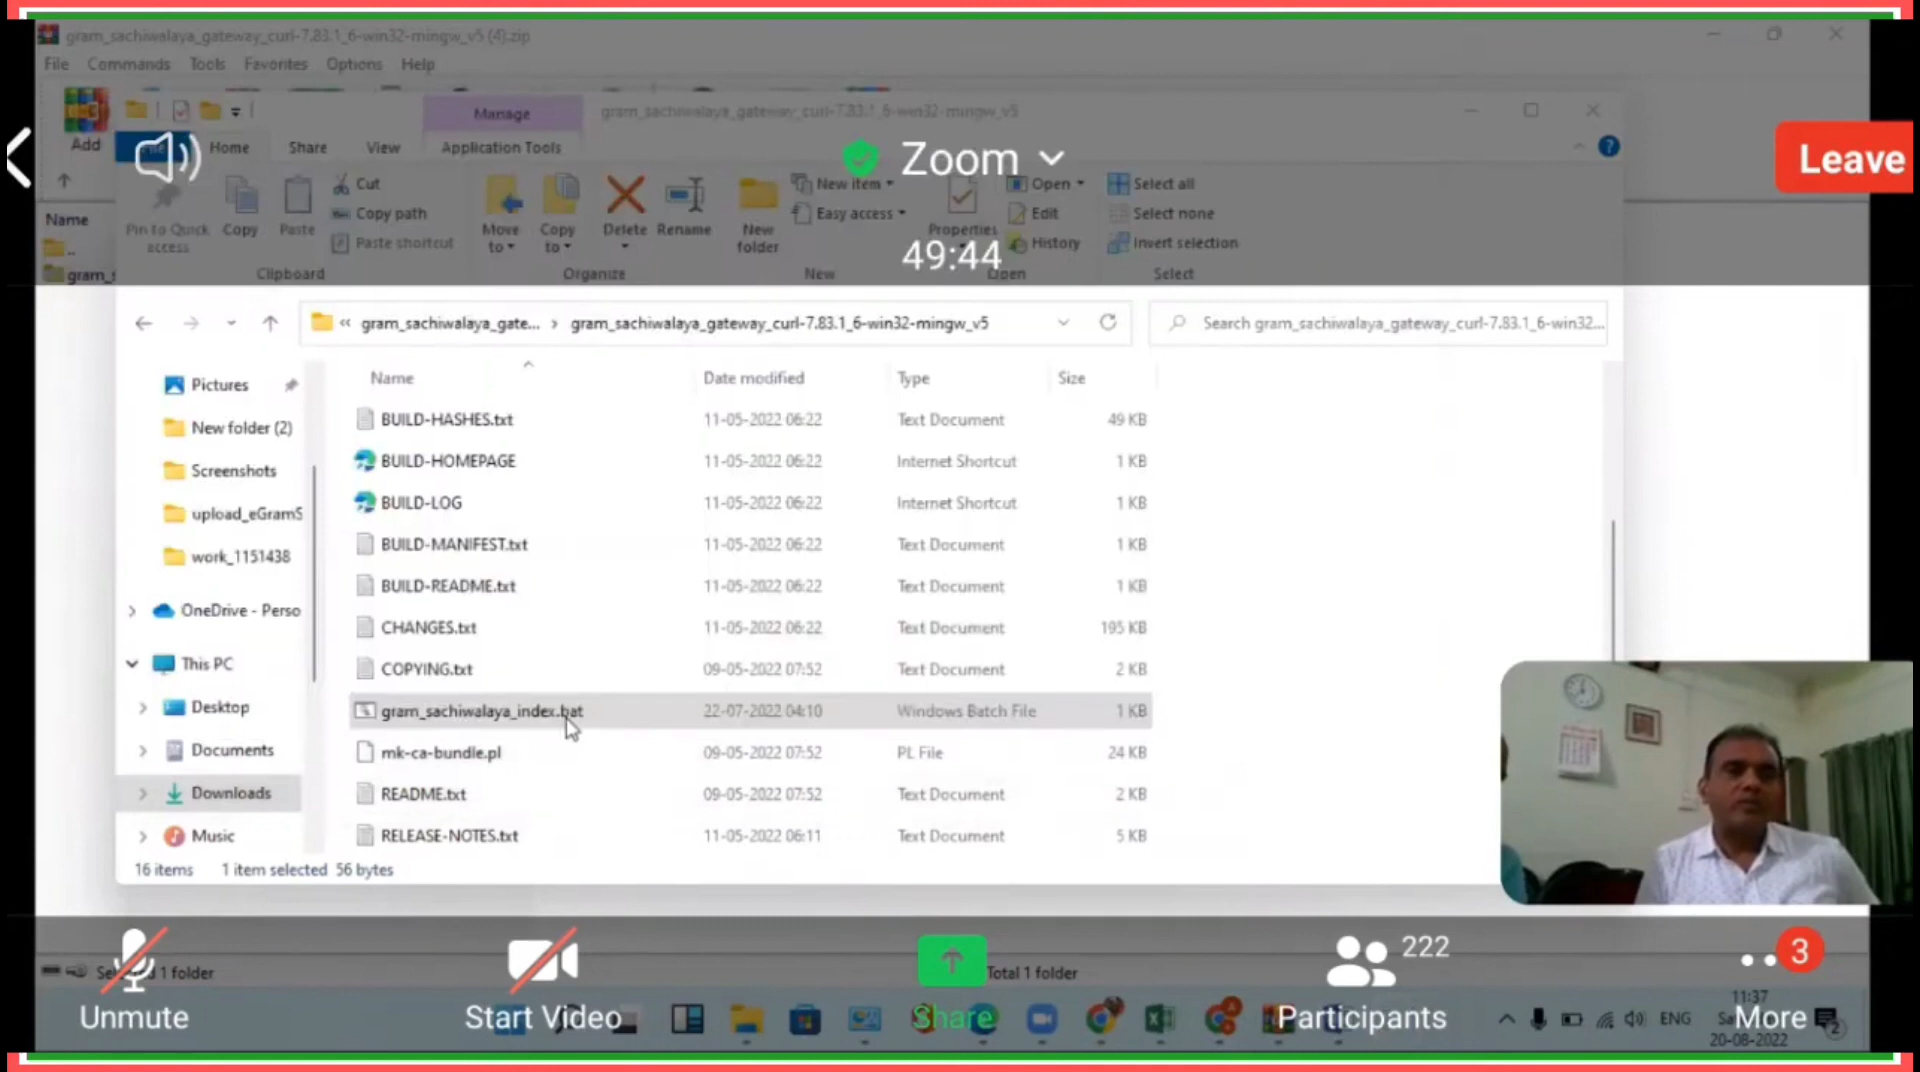 gram_sachiwalaya_gateway_curl-7.83.1_6-win32-mingw_v5 (4).zip
File Commands Tools Favorites Options Help
Manage gram_sachiwalaya_gateway_curl-7.83.1_6-win32-mingw_v5
Add Home Share View Application Tools
Zoom
Leave
49:44
Name
Pin to Quick access
Copy
Paste
Cut
Copy path
Paste shortcut
Clipboard
Move to
Copy to
Delete
Rename
Organize
New folder
New item
Easy access
New
Properties
Open
Edit
History
Open
Select all
Select none
Invert selection
Select
..
gram_s
« gram_sachiwalaya_gate... › gram_sachiwalaya_gateway_curl-7.83.1_6-win32-mingw_v5
Search gram_sachiwalaya_gateway_curl-7.83.1_6-win32...
Pictures
New folder (2)
Screenshots
upload_eGramS
work_1151438
OneDrive - Perso
This PC
Desktop
Documents
Downloads
Music
Name Date modified Type Size
BUILD-HASHES.txt 11-05-2022 06:22 Text Document 49 KB
BUILD-HOMEPAGE 11-05-2022 06:22 Internet Shortcut 1 KB
BUILD-LOG 11-05-2022 06:22 Internet Shortcut 1 KB
BUILD-MANIFEST.txt 11-05-2022 06:22 Text Document 1 KB
BUILD-README.txt 11-05-2022 06:22 Text Document 1 KB
CHANGES.txt 11-05-2022 06:22 Text Document 195 KB
COPYING.txt 09-05-2022 07:52 Text Document 2 KB
gram_sachiwalaya_index.bat 22-07-2022 04:10 Windows Batch File 1 KB
mk-ca-bundle.pl 09-05-2022 07:52 PL File 24 KB
README.txt 09-05-2022 07:52 Text Document 2 KB
RELEASE-NOTES.txt 11-05-2022 06:11 Text Document 5 KB
16 items 1 item selected 56 bytes
222
3
1 folder
Total 1 folder
Unmute
Start Video
Share
Participants
More
ENG
11:37
20-08-2022
2